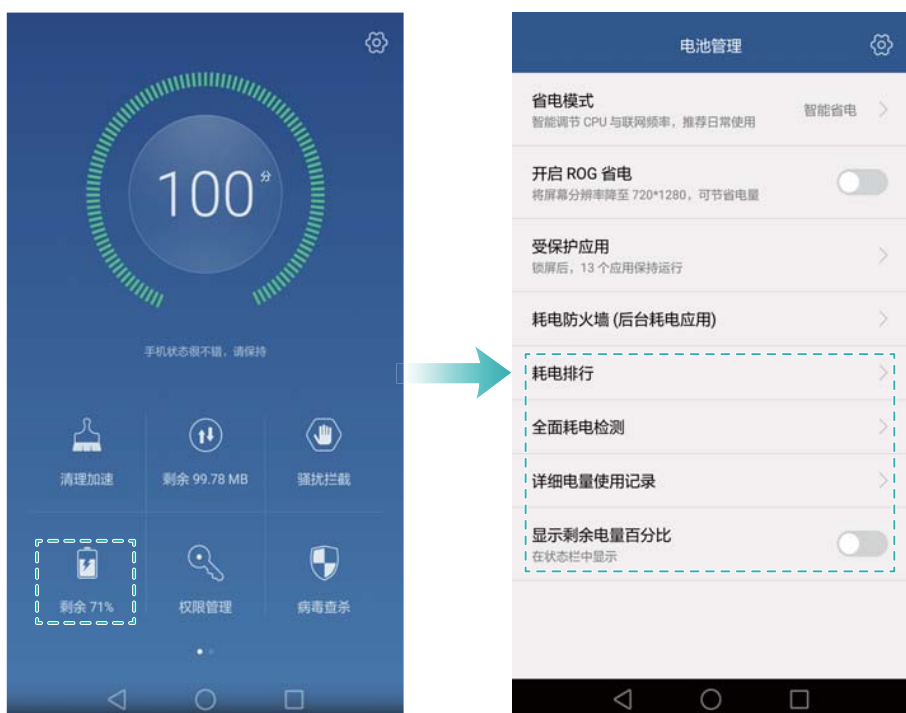 100分
手机状态很不错，请保持
清理加速
剩余 99.78 MB
骚扰拦截
剩余 71%
权限管理
病毒查杀
电池管理
省电模式
智能调节 CPU 与联网频率，推荐日常使用
智能省电
开启 ROG 省电
将屏幕分辨率降至 720*1280，可节省电量
受保护应用
锁屏后，13 个应用保持运行
耗电防火墙 (后台耗电应用)
耗电排行
全面耗电检测
详细电量使用记录
显示剩余电量百分比
在状态栏中显示